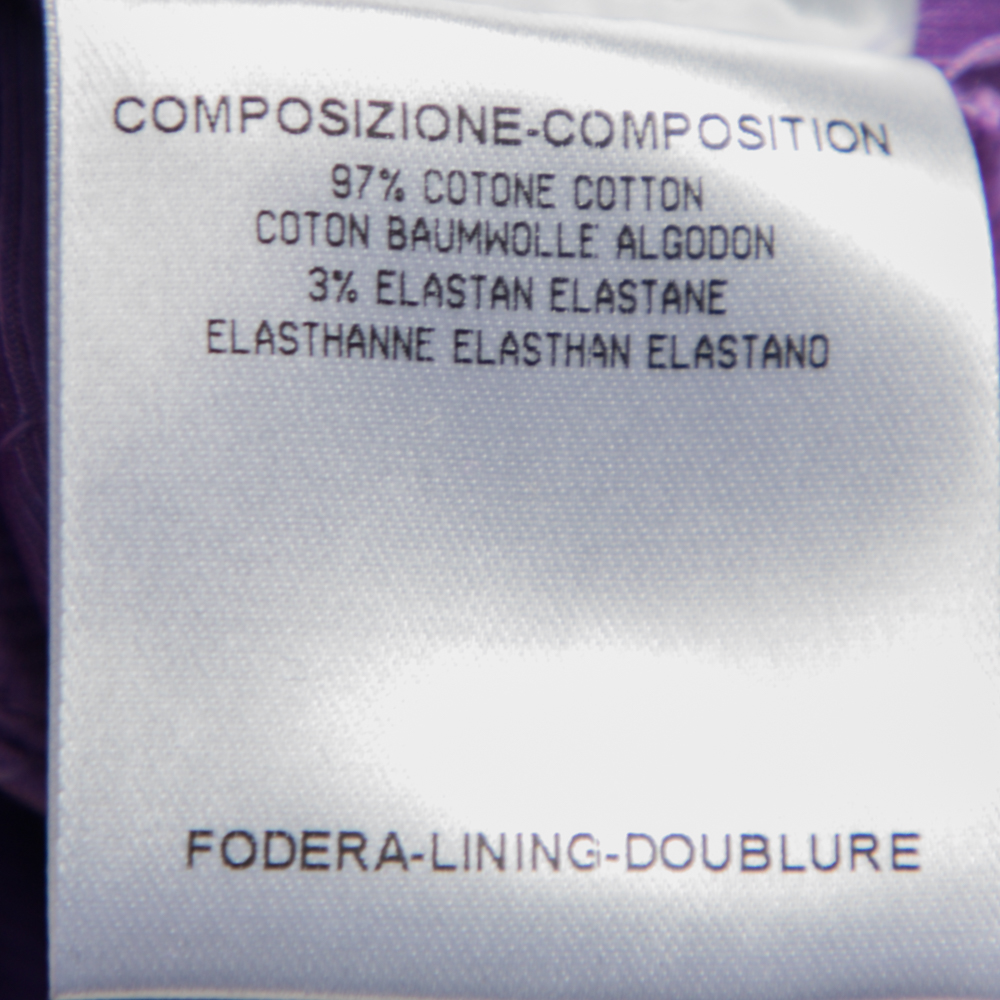 COMPOSIZIONE-COMPOSITION
97% COTONE COTTON
COTON BAUMWOLLE ALGODON
3% ELASTAN ELASTANE
ELASTHANNE ELASTHAN ELASTANO
FODERA-LINING-DOUBLURE